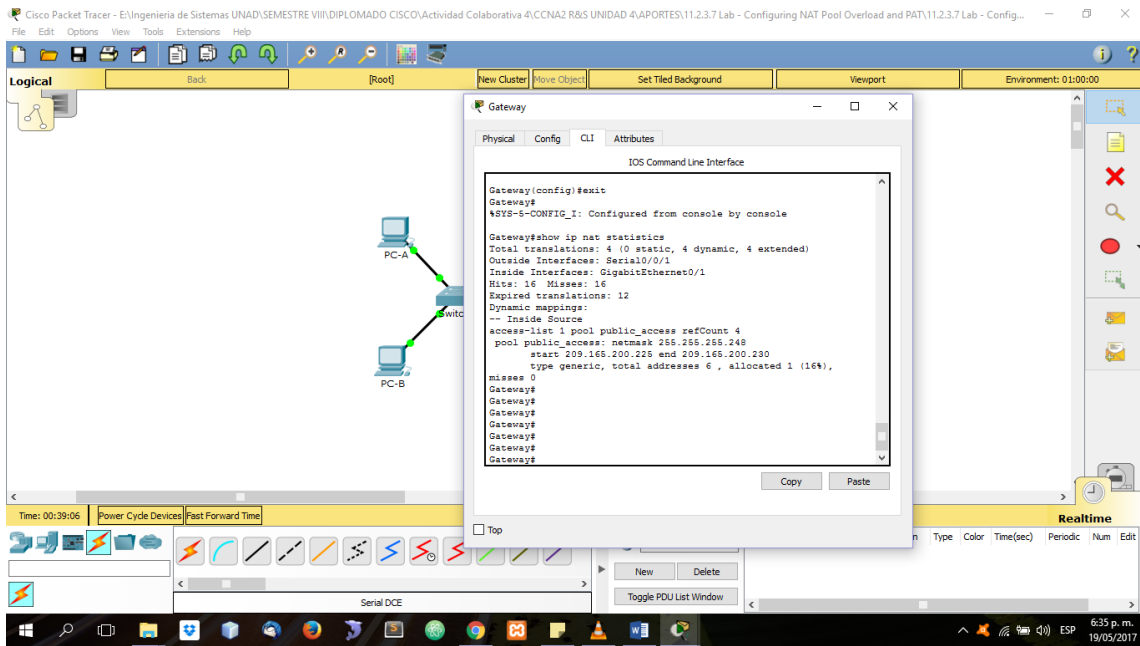 Cisco Packet Tracer - E:\Ingenieria de Sistemas UNAD\SEMESTRE VIII\DIPLOMADO CISCO\Actividad Colaborativa 4\CCNA2 R&S UNIDAD 4\APORTES\11.2.3.7 Lab - Configuring NAT Pool Overload and PAT\11.2.3.7 Lab - Config...
File Edit Options View Tools Extensions Help
Logical Back [Root] New Cluster Move Object Set Tiled Background Viewport Environment: 01:00:00
Gateway
Physical Config CLI Attributes
IOS Command Line Interface
Gateway(config)#exit
Gateway#
%SYS-5-CONFIG_I: Configured from console by console
Gateway#show ip nat statistics
Total translations: 4 (0 static, 4 dynamic, 4 extended)
Outside Interfaces: Serial0/0/1
Inside Interfaces: GigabitEthernet0/1
Hits: 16 Misses: 16
Expired translations: 12
Dynamic mappings:
-- Inside Source
access-list 1 pool public_access refCount 4
pool public_access: netmask 255.255.255.248
start 209.165.200.225 end 209.165.200.230
type generic, total addresses 6 , allocated 1 (16%),
misses 0
Gateway#
Gateway#
Gateway#
Gateway#
Gateway#
Gateway#
Gateway#
Copy Paste
Top
PC-A
Switc
PC-B
Time: 00:39:06 Power Cycle Devices Fast Forward Time
Realtime
n Type Color Time(sec) Periodic Num Edit
New Delete
Toggle PDU List Window
Serial DCE
ESP
6:35 p. m.
19/05/2017